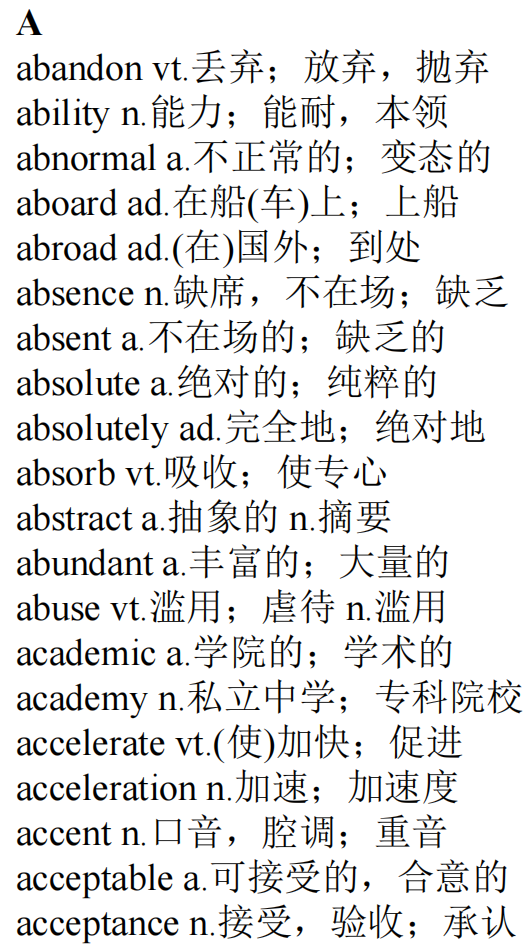 A
abandon vt.丢弃；放弃，抛弃
ability n.能力；能耐，本领
abnormal a.不正常的；变态的
aboard ad.在船(车)上；上船
abroad ad.(在)国外；到处
absence n.缺席，不在场；缺乏
absent a.不在场的；缺乏的
absolute a.绝对的；纯粹的
absolutely ad.完全地；绝对地
absorb vt.吸收；使专心
abstract a.抽象的 n.摘要
abundant a.丰富的；大量的
abuse vt.滥用；虐待 n.滥用
academic a.学院的；学术的
academy n.私立中学；专科院校
accelerate vt.(使)加快；促进
acceleration n.加速；加速度
accent n.口音，腔调；重音
acceptable a.可接受的，合意的
acceptance n.接受，验收；承认